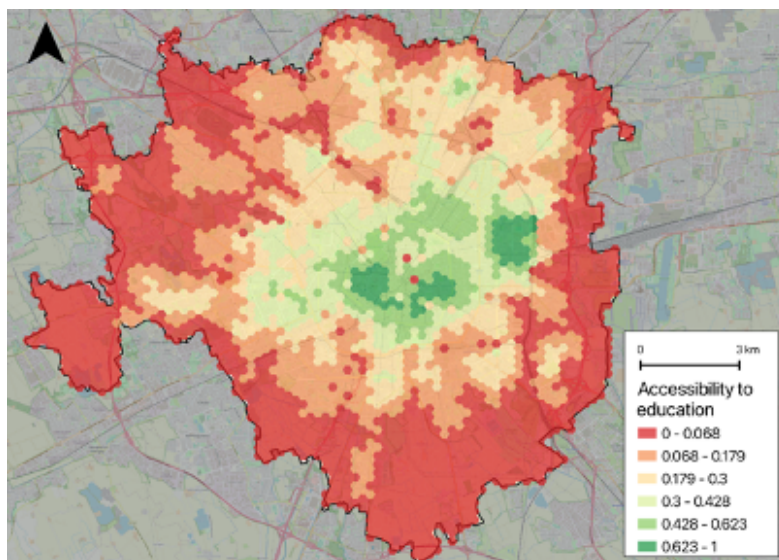 0 3 km
Accessibility to
education
0 - 0.068
0.068 - 0.179
0.179 - 0.3
0.3 - 0.428
0.428 - 0.623
0.623 - 1